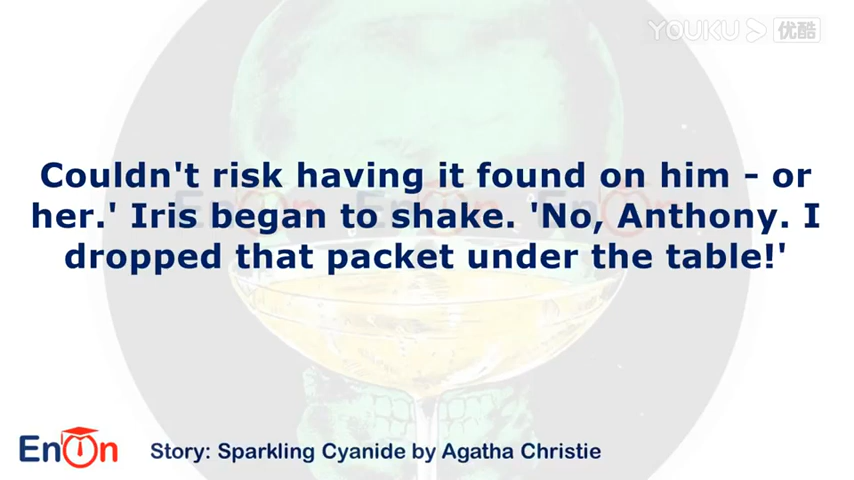 YOUKU 优酷
Couldn't risk having it found on him - or
her.' Iris began to shake. 'No, Anthony. I
dropped that packet under the table!'
EnOn
Story: Sparkling Cyanide by Agatha Christie